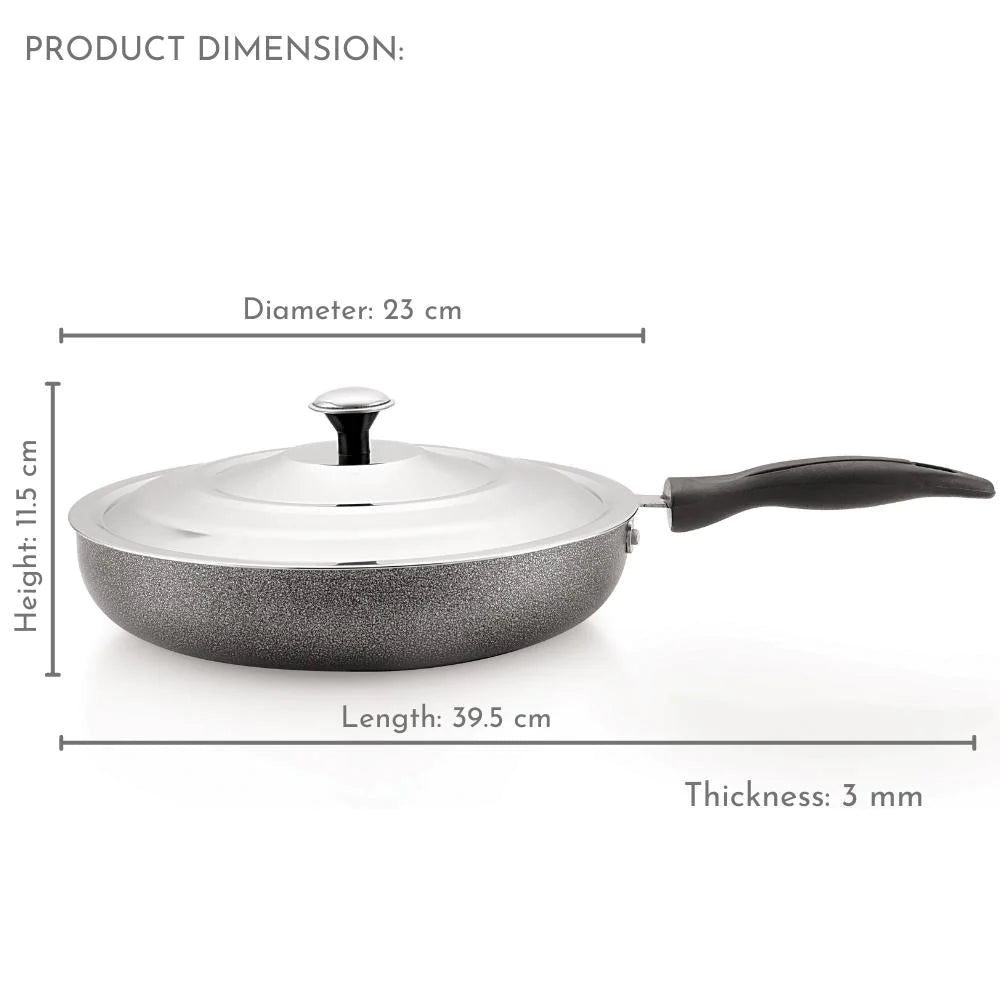 PRODUCT DIMENSION:
Diameter: 23 cm
Height: 11.5 cm
Length: 39.5 cm
Thickness: 3 mm